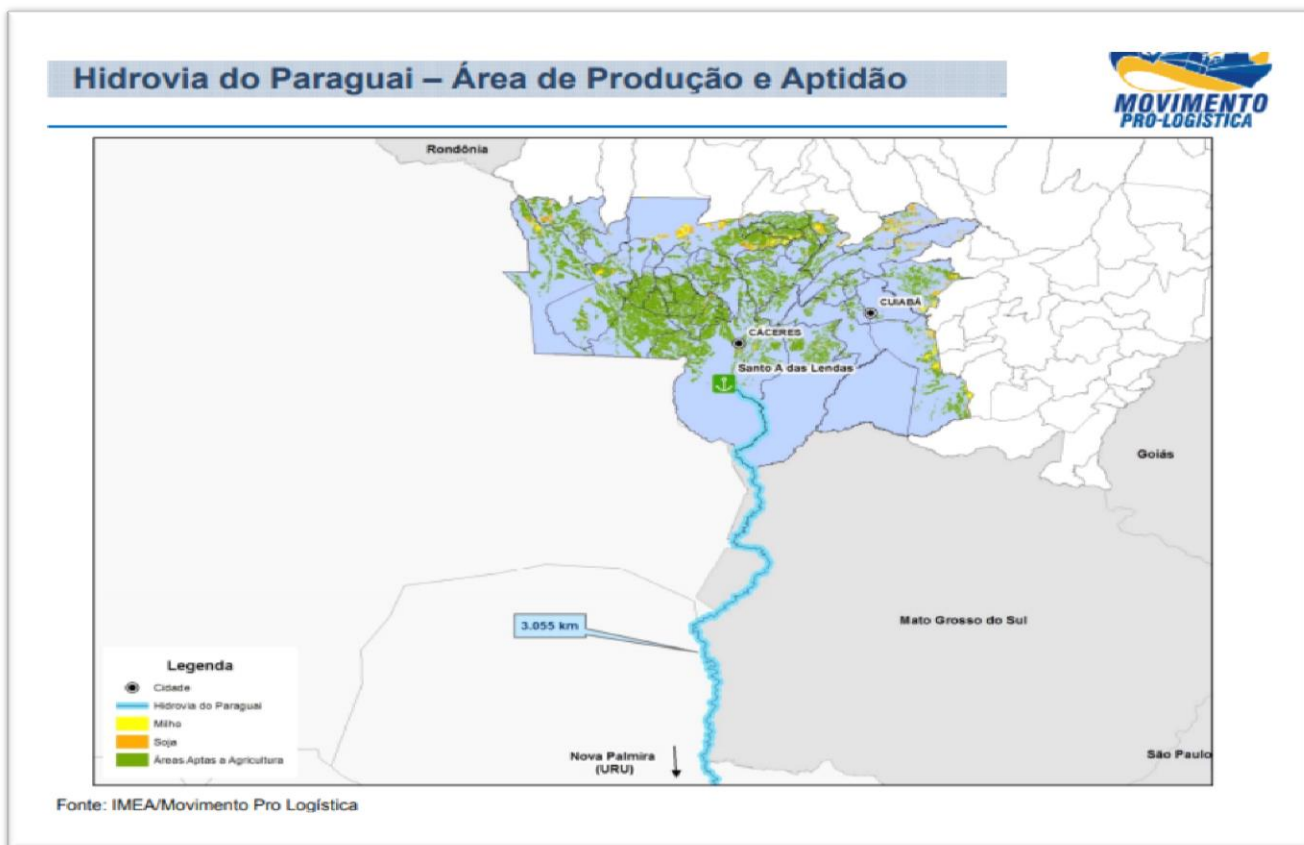 Hidrovia do Paraguai – Área de Produção e Aptidão
MOVIMENTO
PRO-LOGÍSTICA
Rondônia
CUIABÁ
CÁCERES
Santo A das Lendas
Goiás
3.055 km
Mato Grosso do Sul
Legenda
Cidade
Hidrovia do Paraguai
Milho
Soja
Áreas Aptas a Agricultura
Nova Palmira
(URU)
São Paulo
Fonte: IMEA/Movimento Pro Logística